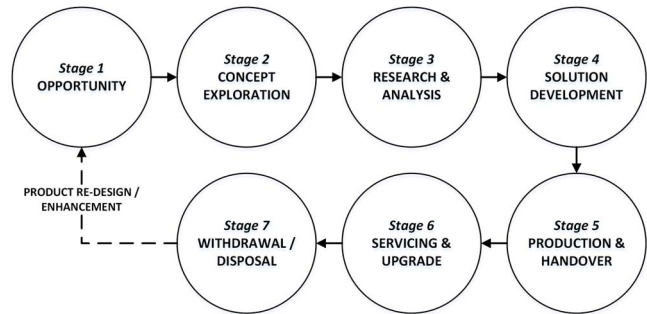 Stage 1
OPPORTUNITY
Stage 2
CONCEPT
EXPLORATION
Stage 3
RESEARCH &
ANALYSIS
Stage 4
SOLUTION
DEVELOPMENT
PRODUCT RE-DESIGN /
ENHANCEMENT
Stage 7
WITHDRAWAL /
DISPOSAL
Stage 6
SERVICING &
UPGRADE
Stage 5
PRODUCTION &
HANDOVER